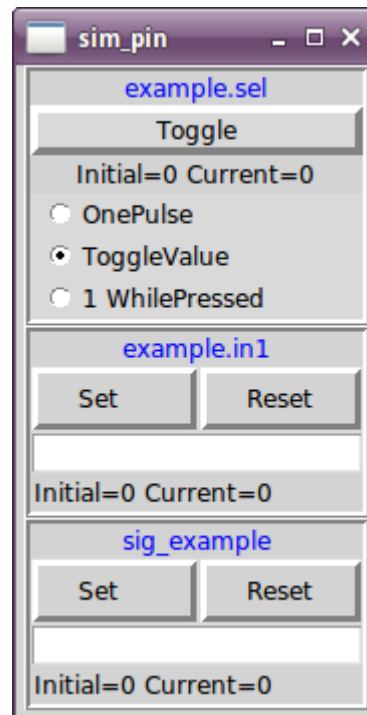 sim_pin
example.sel
Toggle
Initial=0 Current=0
OnePulse
ToggleValue
1 WhilePressed
example.in1
Set Reset
Initial=0 Current=0
sig_example
Set Reset
Initial=0 Current=0